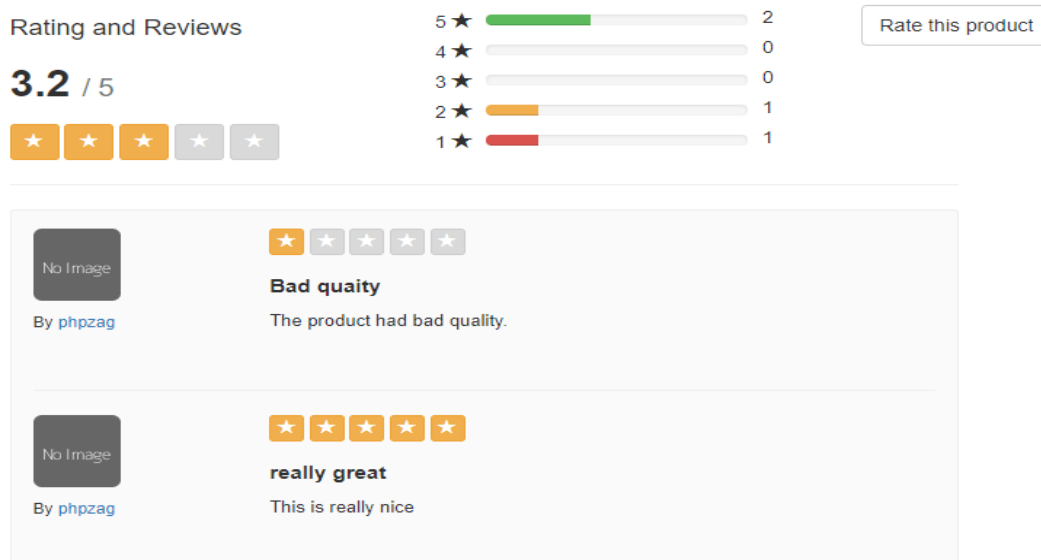 Rating and Reviews
3.2 / 5
5★ 2
4★ 0
3★ 0
2★ 1
1★ 1
Rate this product
No Image
By phpzag
Bad quaity
The product had bad quality.
No Image
By phpzag
really great
This is really nice